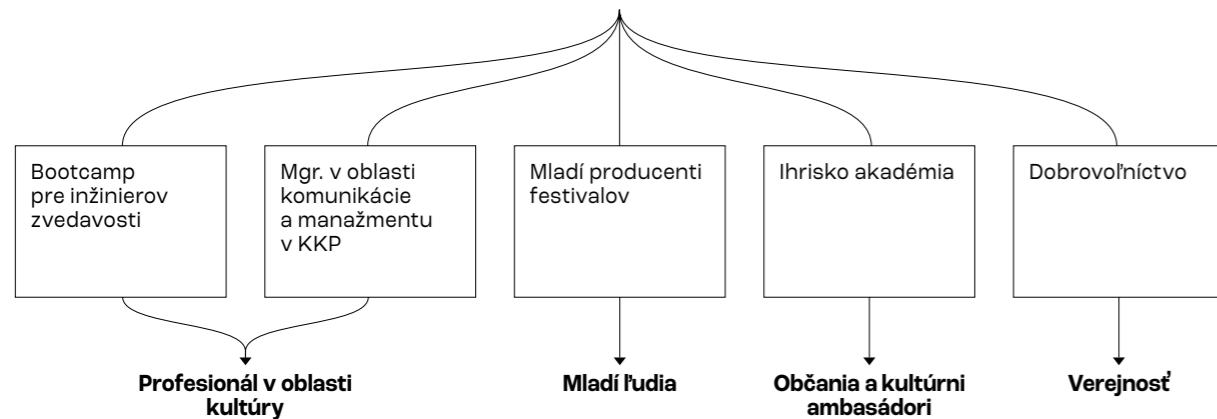 Bootcamp
pre inžinierov
zvedavosti
Mgr. v oblasti
komunikácie
a manažmentu
v KKP
Mladí producenti
festivalov
Ihrisko akadémia
Dobrovoľníctvo
Profesionál v oblasti
kultúry
Mladí ľudia
Občania a kultúrni
ambasádori
Verejnosť